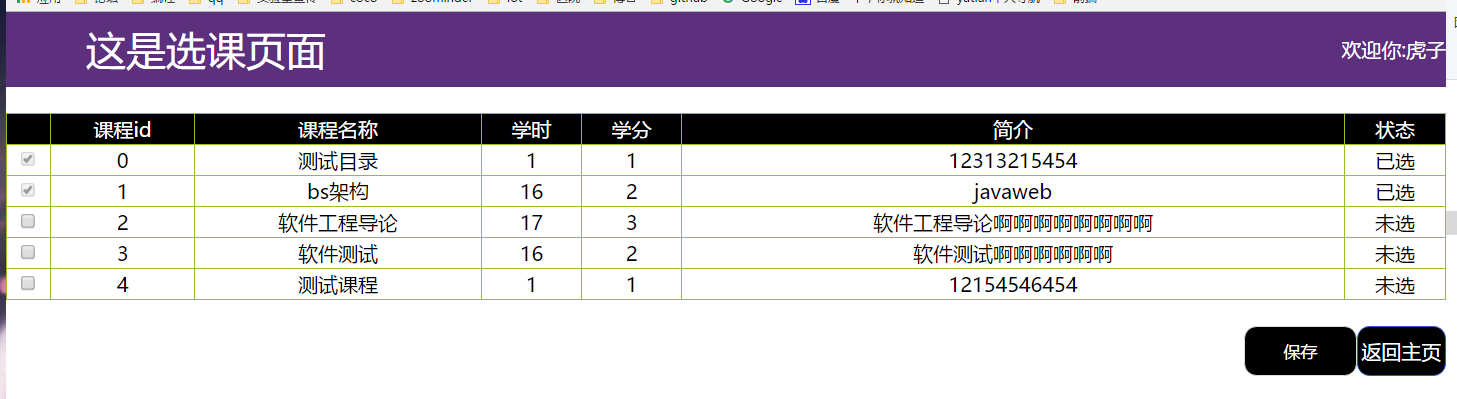 这是选课页面
欢迎你:虎子
课程id 课程名称 学时 学分 简介 状态
0 测试目录 1 1 12313215454 已选
1 bs架构 16 2 javaweb 已选
2 软件工程导论 17 3 软件工程导论啊啊啊啊啊啊啊啊 未选
3 软件测试 16 2 软件测试啊啊啊啊啊啊 未选
4 测试课程 1 1 12154546454 未选
保存 返回主页